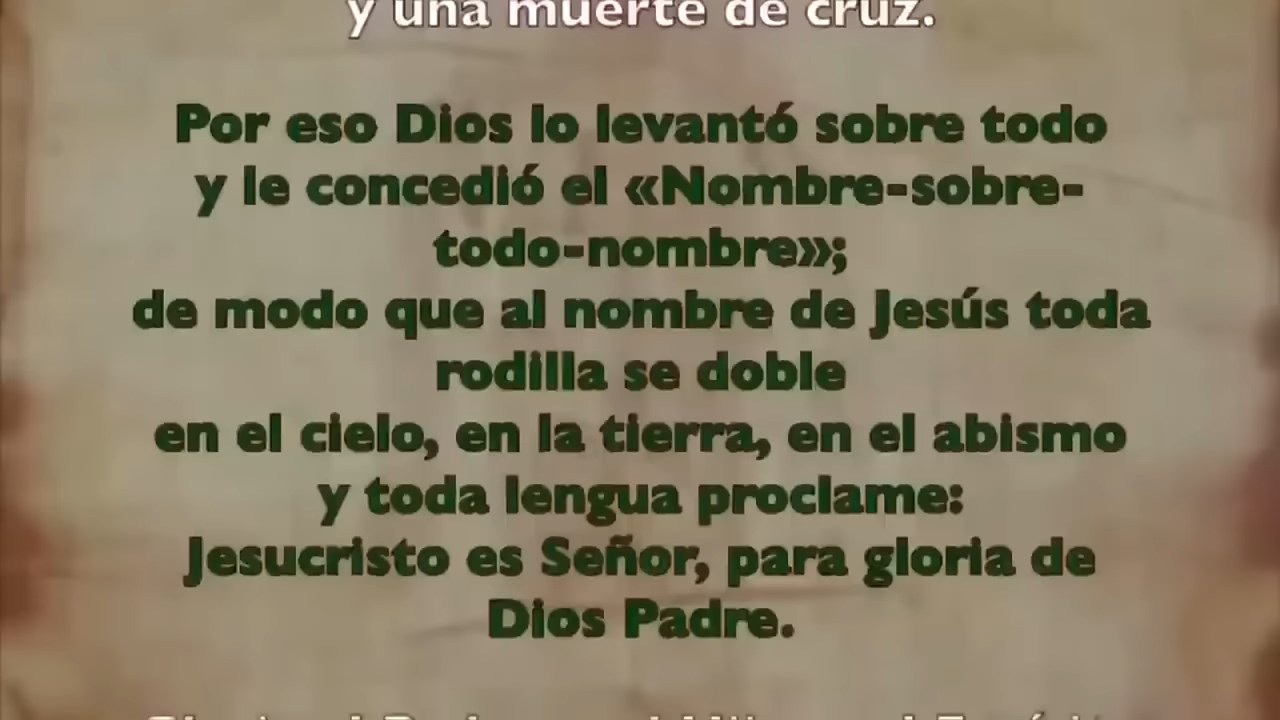 y una muerte de cruz.
Por eso Dios lo levantó sobre todo
y le concedió el «Nombre-sobre-
todo-nombre»;
de modo que al nombre de Jesús toda
rodilla se doble
en el cielo, en la tierra, en el abismo
y toda lengua proclame:
Jesucristo es Señor, para gloria de
Dios Padre.